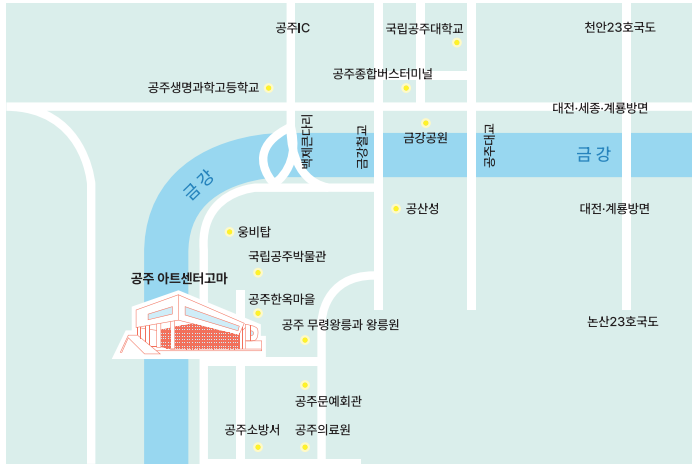 공주IC
국립공주대학교
천안23호국도
공주종합버스터미널
공주생명과학고등학교
대전·세종·계룡방면
백제큰다리
금강철교
금강공원
공주대교
금강
금강
공산성
대전·계룡방면
웅비탑
국립공주박물관
공주 아트센터고마
공주한옥마을
공주 무령왕릉과 왕릉원
논산23호국도
공주문예회관
공주소방서
공주의료원